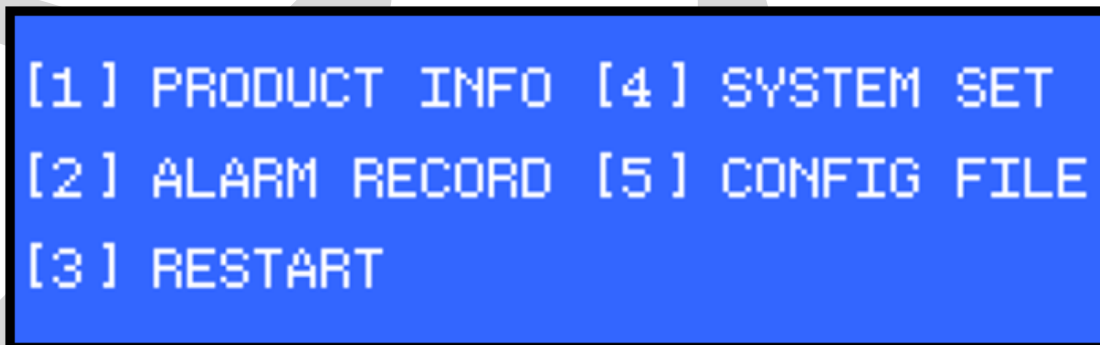 [1] PRODUCT INFO [4] SYSTEM SET
[2] ALARM RECORD [5] CONFIG FILE
[3] RESTART